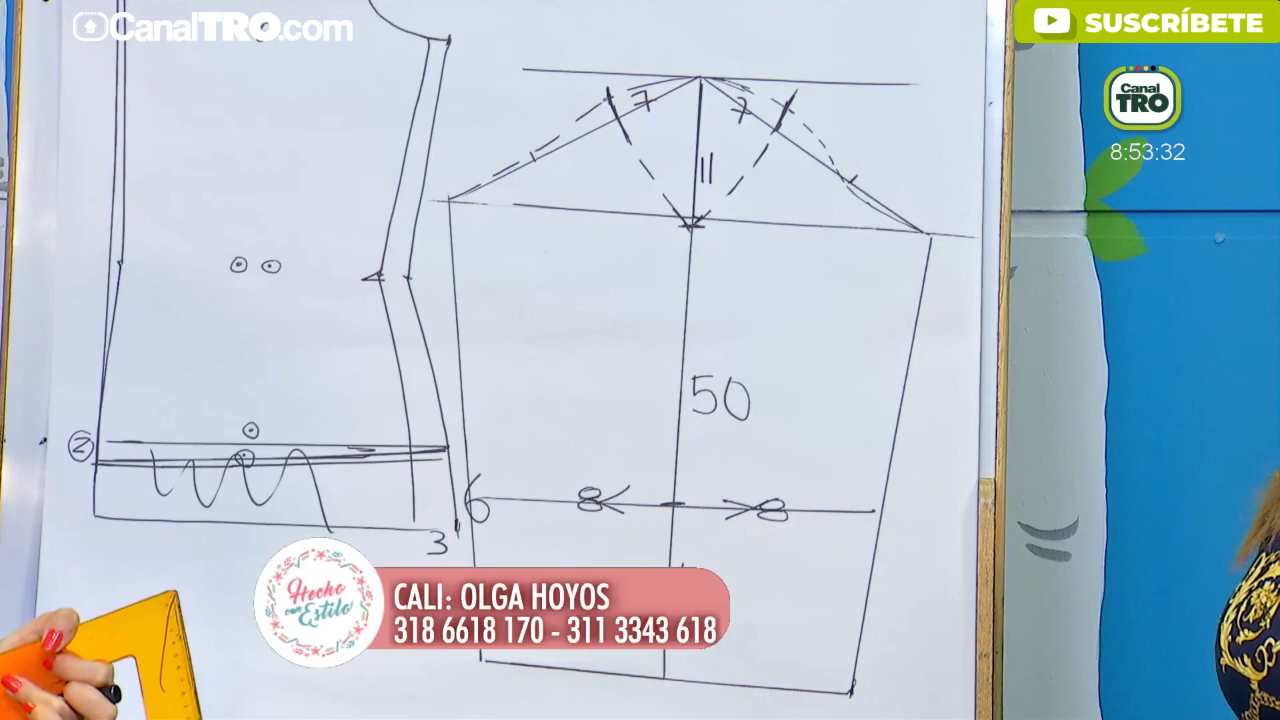 CanalTRO.com
SUSCRÍBETE
Canal
TRO
8:53:32
7
7
11
50
2
6
8
8
3
Hecho
con Estilo
CALI: OLGA HOYOS
318 6618 170 - 311 3343 618